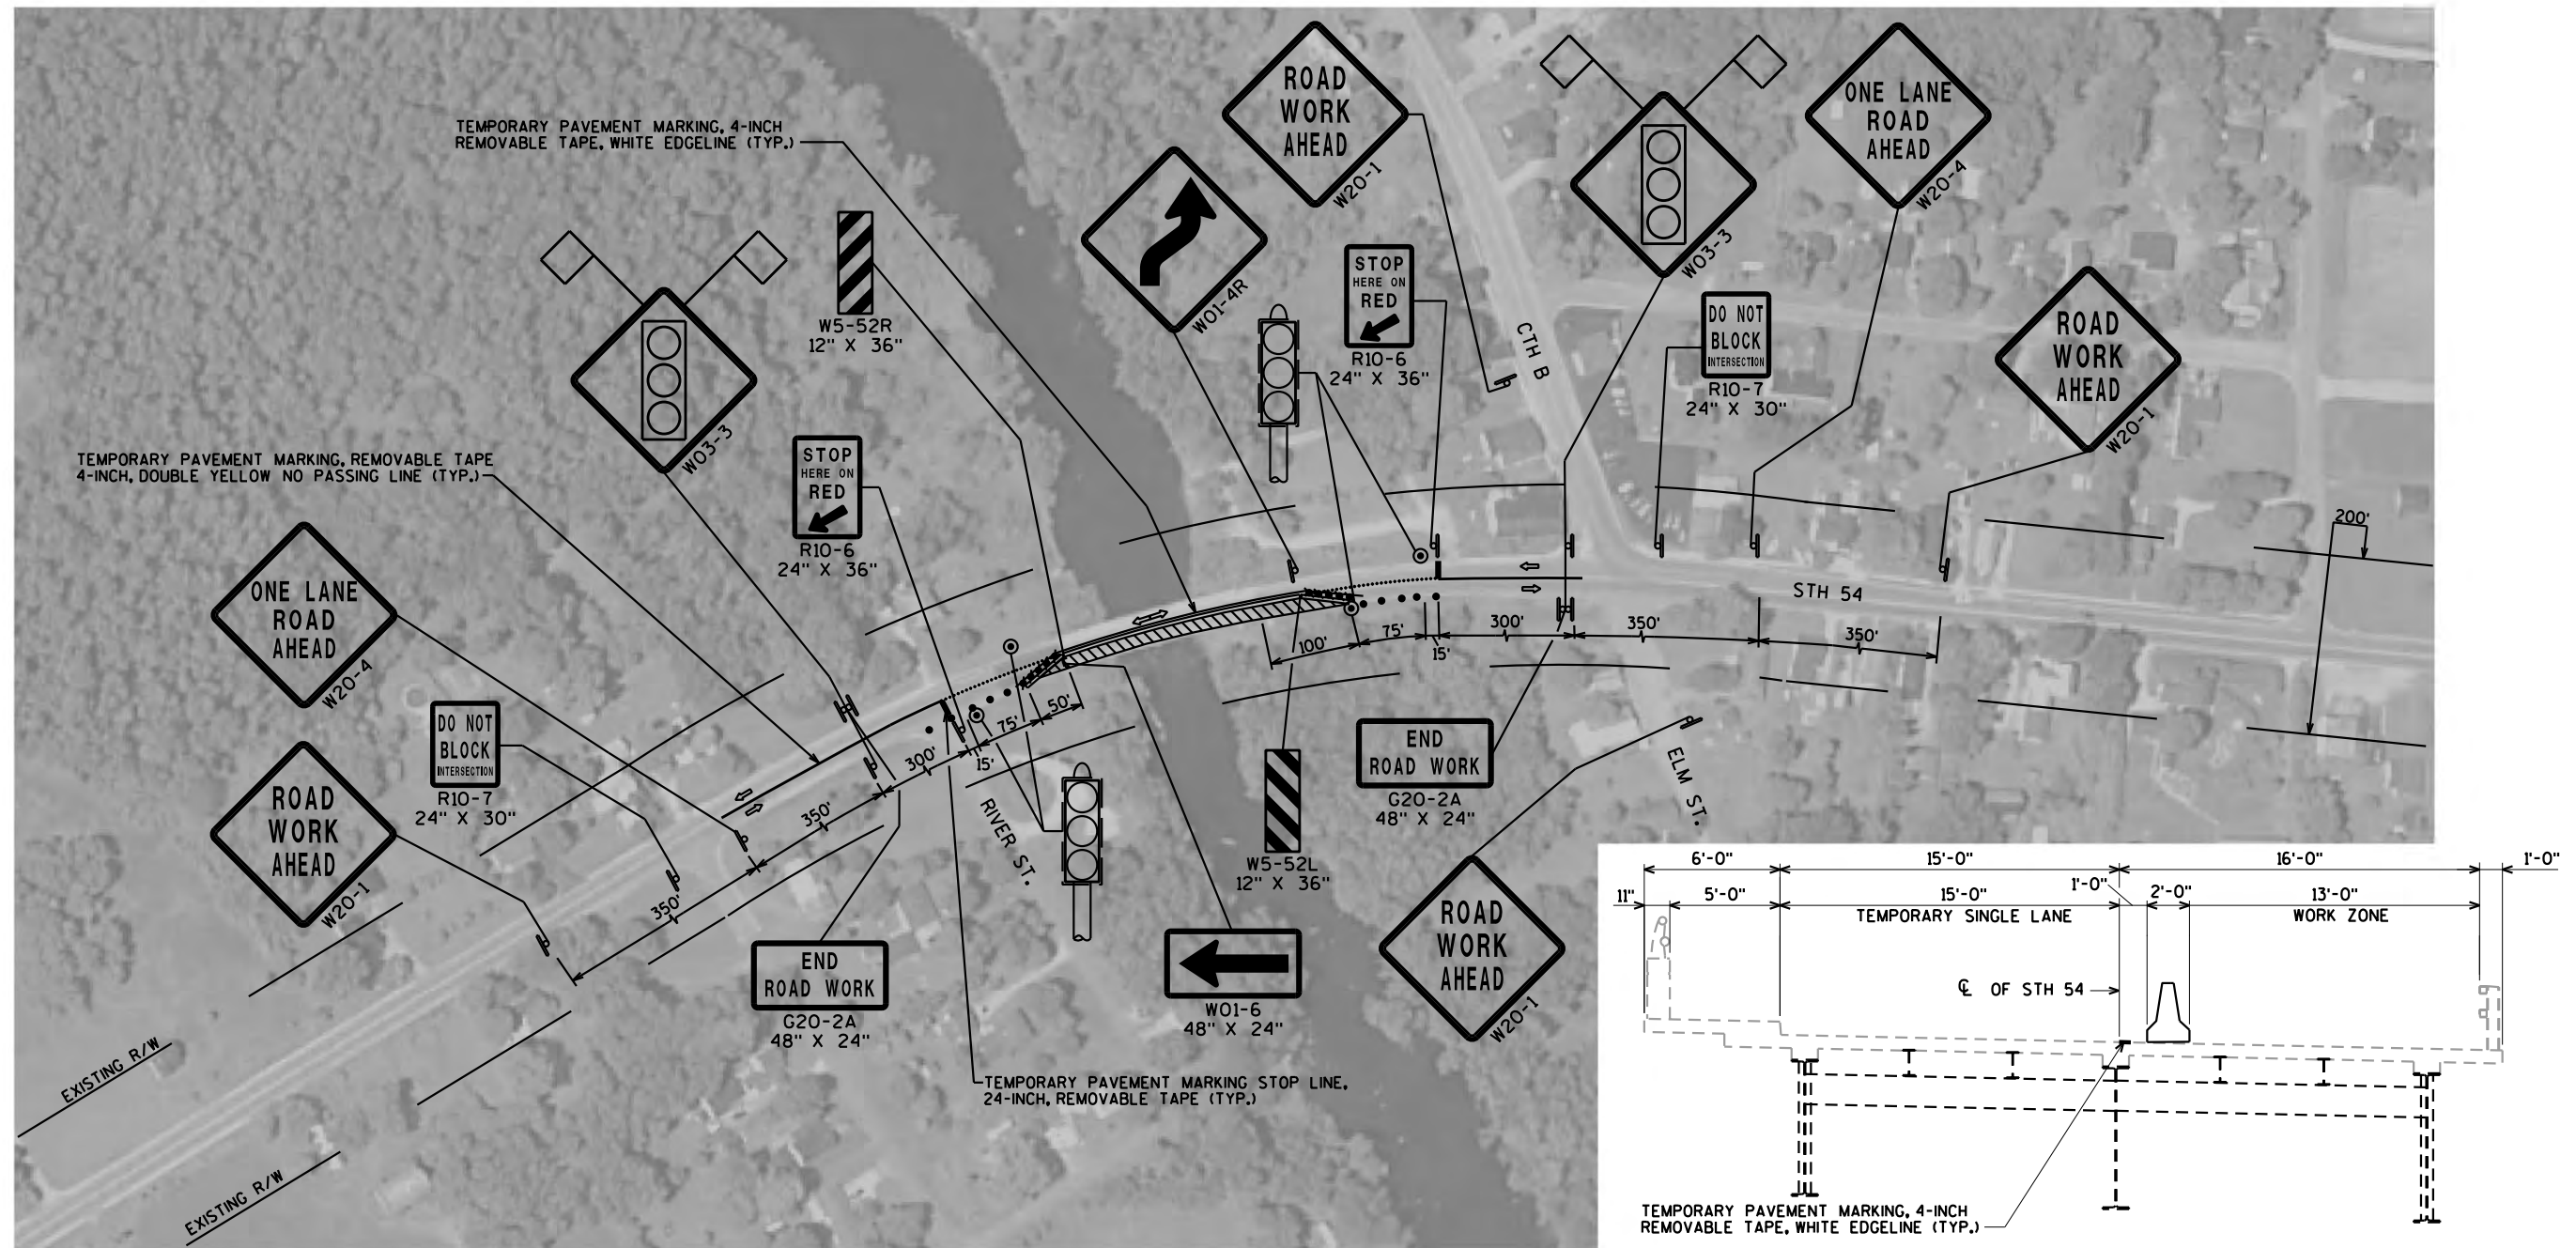 TEMPORARY PAVEMENT MARKING, 4-INCH
REMOVABLE TAPE, WHITE EDGELINE (TYP.)
W5-52R
12" X 36"
W03-3
TEMPORARY PAVEMENT MARKING, REMOVABLE TAPE
4-INCH, DOUBLE YELLOW NO PASSING LINE (TYP.)
STOP
HERE ON
RED
R10-6
24" X 36"
ONE LANE
ROAD
AHEAD
W20-4
DO NOT
BLOCK
INTERSECTION
R10-7
24" X 30"
ROAD
WORK
AHEAD
W20-1
ROAD
WORK
AHEAD
W20-1
W01-4R
STOP
HERE ON
RED
R10-6
24" X 36"
CTH B
W03-3
DO NOT
BLOCK
INTERSECTION
R10-7
24" X 30"
ONE LANE
ROAD
AHEAD
W20-4
ROAD
WORK
AHEAD
W20-1
200'
STH 54
100'
75'
15'
300'
350'
350'
50'
75'
15'
300'
350'
350'
RIVER ST.
ELM ST.
END
ROAD WORK
G20-2A
48" X 24"
END
ROAD WORK
G20-2A
48" X 24"
W5-52L
12" X 36"
W01-6
48" X 24"
ROAD
WORK
AHEAD
W20-1
TEMPORARY PAVEMENT MARKING STOP LINE,
24-INCH, REMOVABLE TAPE (TYP.)
EXISTING R/W
EXISTING R/W
6'-0"
15'-0"
16'-0"
1'-0"
11"
5'-0"
15'-0"
1'-0"
2'-0"
13'-0"
TEMPORARY SINGLE LANE
WORK ZONE
℄ OF STH 54
TEMPORARY PAVEMENT MARKING, 4-INCH
REMOVABLE TAPE, WHITE EDGELINE (TYP.)